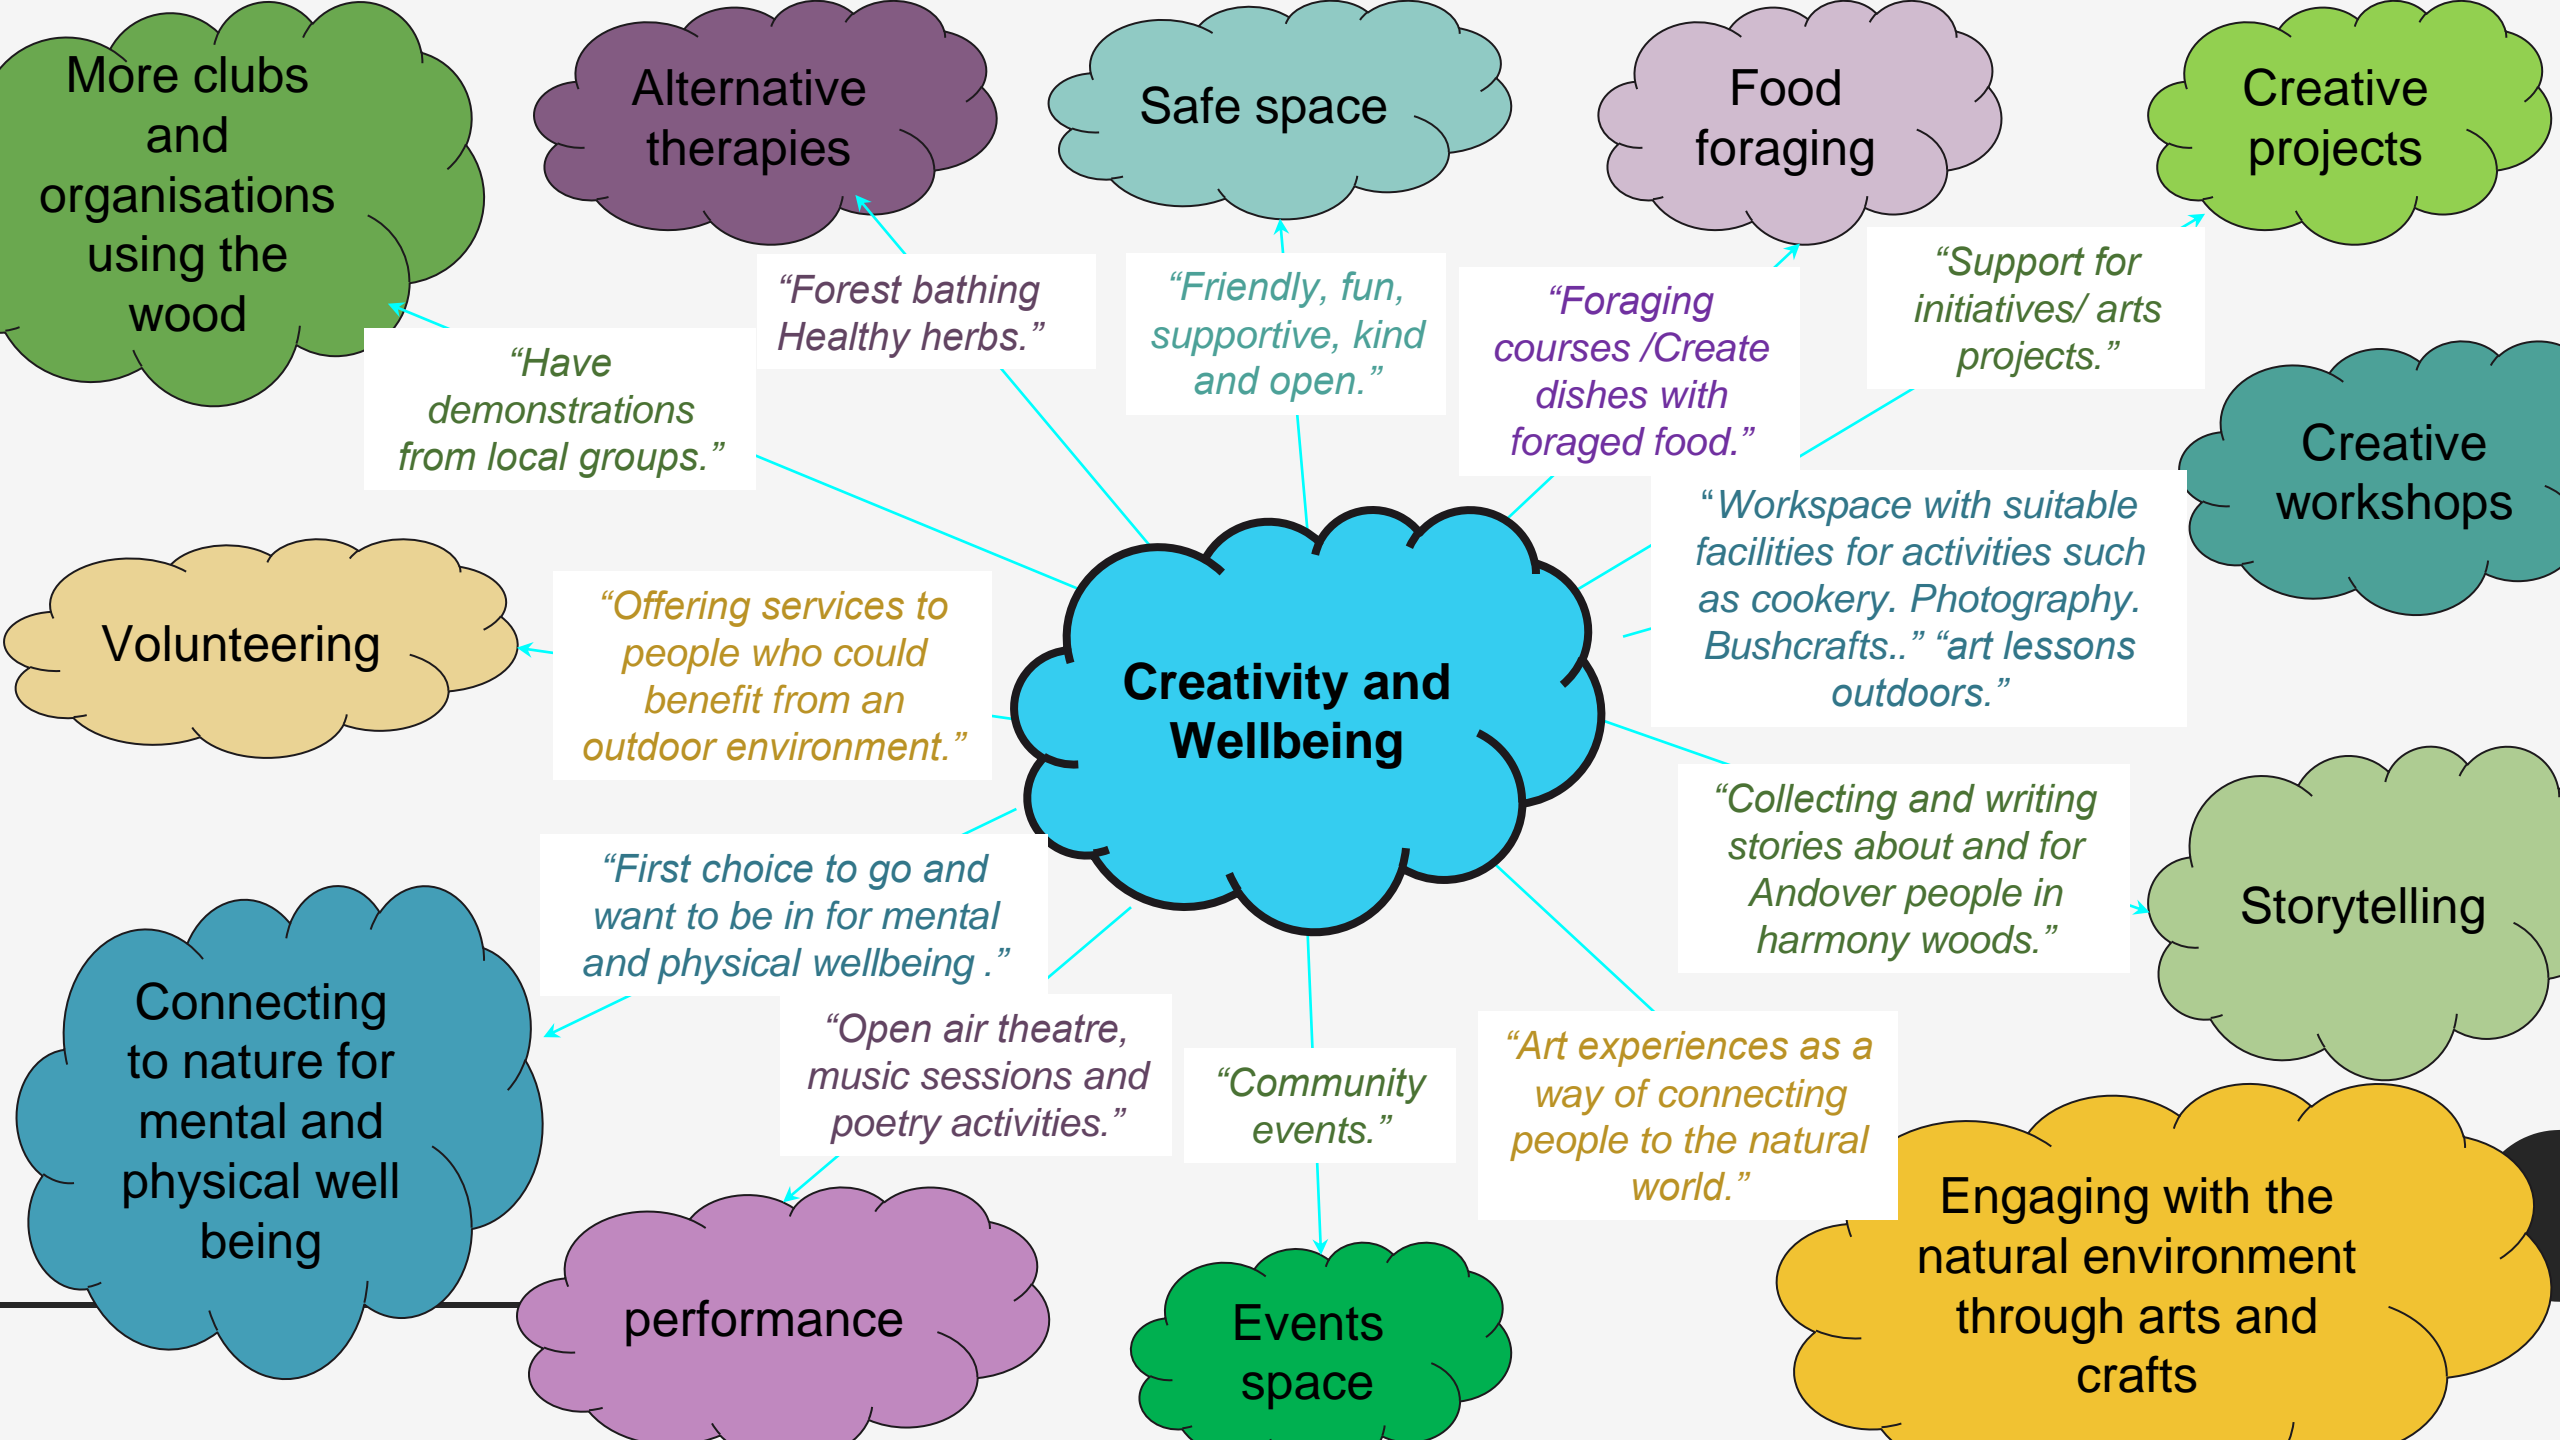 More clubs
and
organisations
using the
wood
Alternative
therapies
Safe space
Food
foraging
Creative
projects
“Have
demonstrations
from local groups.”
“Forest bathing
Healthy herbs.”
“Friendly, fun,
supportive, kind
and open.”
“Foraging
courses /Create
dishes with
foraged food.”
“Support for
initiatives/ arts
projects.”
Creative
workshops
“Workspace with suitable
facilities for activities such
as cookery. Photography.
Bushcrafts..” “art lessons
outdoors.”
Volunteering
“Offering services to
people who could
benefit from an
outdoor environment.”
Creativity and
Wellbeing
“Collecting and writing
stories about and for
Andover people in
harmony woods.”
Storytelling
“First choice to go and
want to be in for mental
and physical wellbeing .”
Connecting
to nature for
mental and
physical well
being
“Open air theatre,
music sessions and
poetry activities.”
“Community
events.”
“Art experiences as a
way of connecting
people to the natural
world.”
performance
Events
space
Engaging with the
natural environment
through arts and
crafts